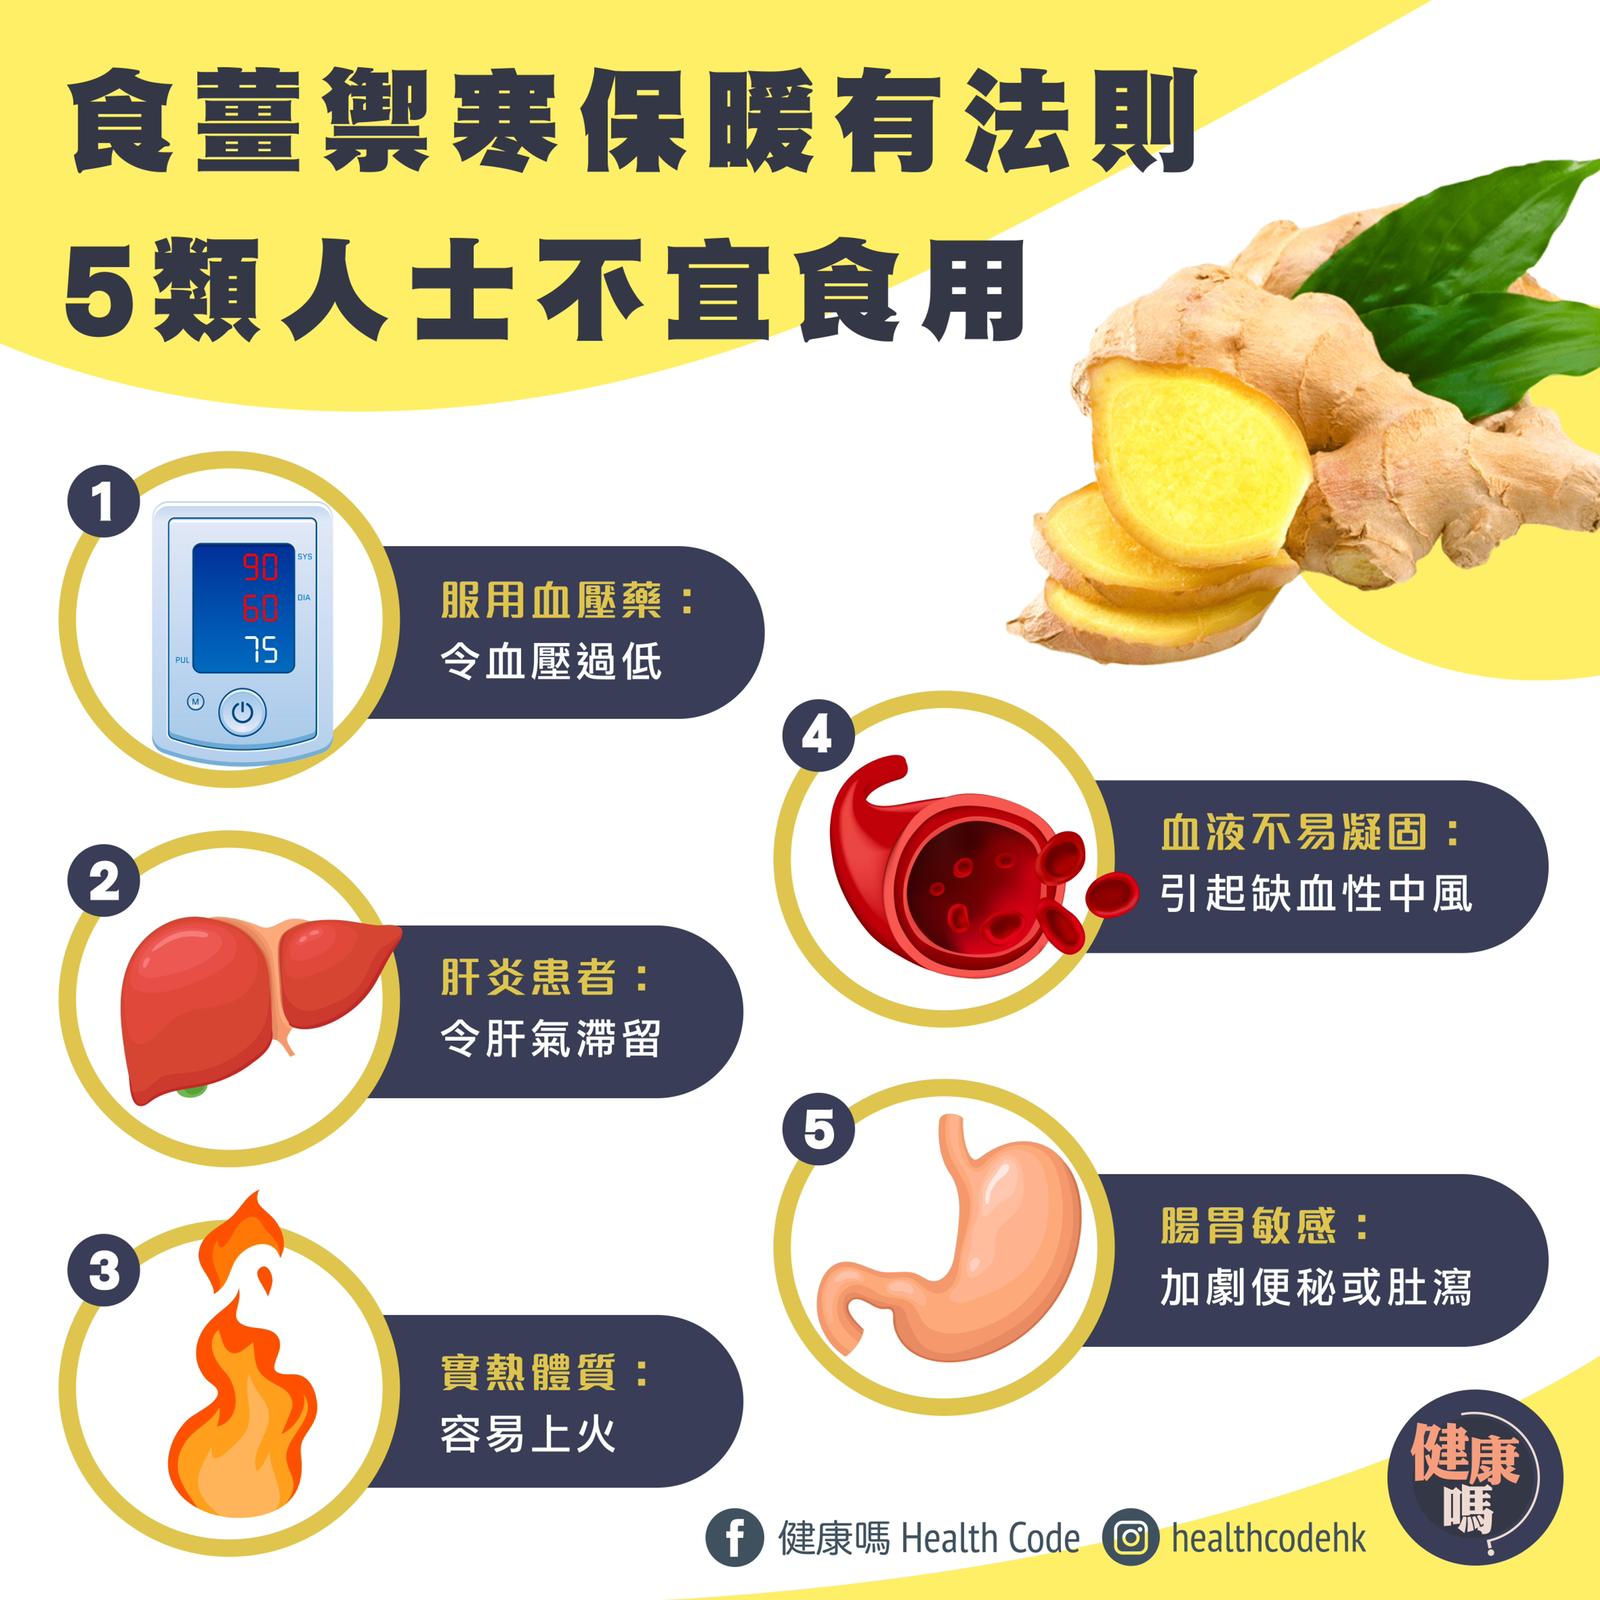 食薑禦寒保暖有法則
5類人士不宜食用
1
90
SYS
60
DIA
75
PUL
M
服用血壓藥：
令血壓過低
2
肝炎患者：
令肝氣滯留
3
實熱體質：
容易上火
4
血液不易凝固：
引起缺血性中風
5
腸胃敏感：
加劇便秘或肚瀉
健康嗎 Health Code
healthcodehk
健康
嗎?